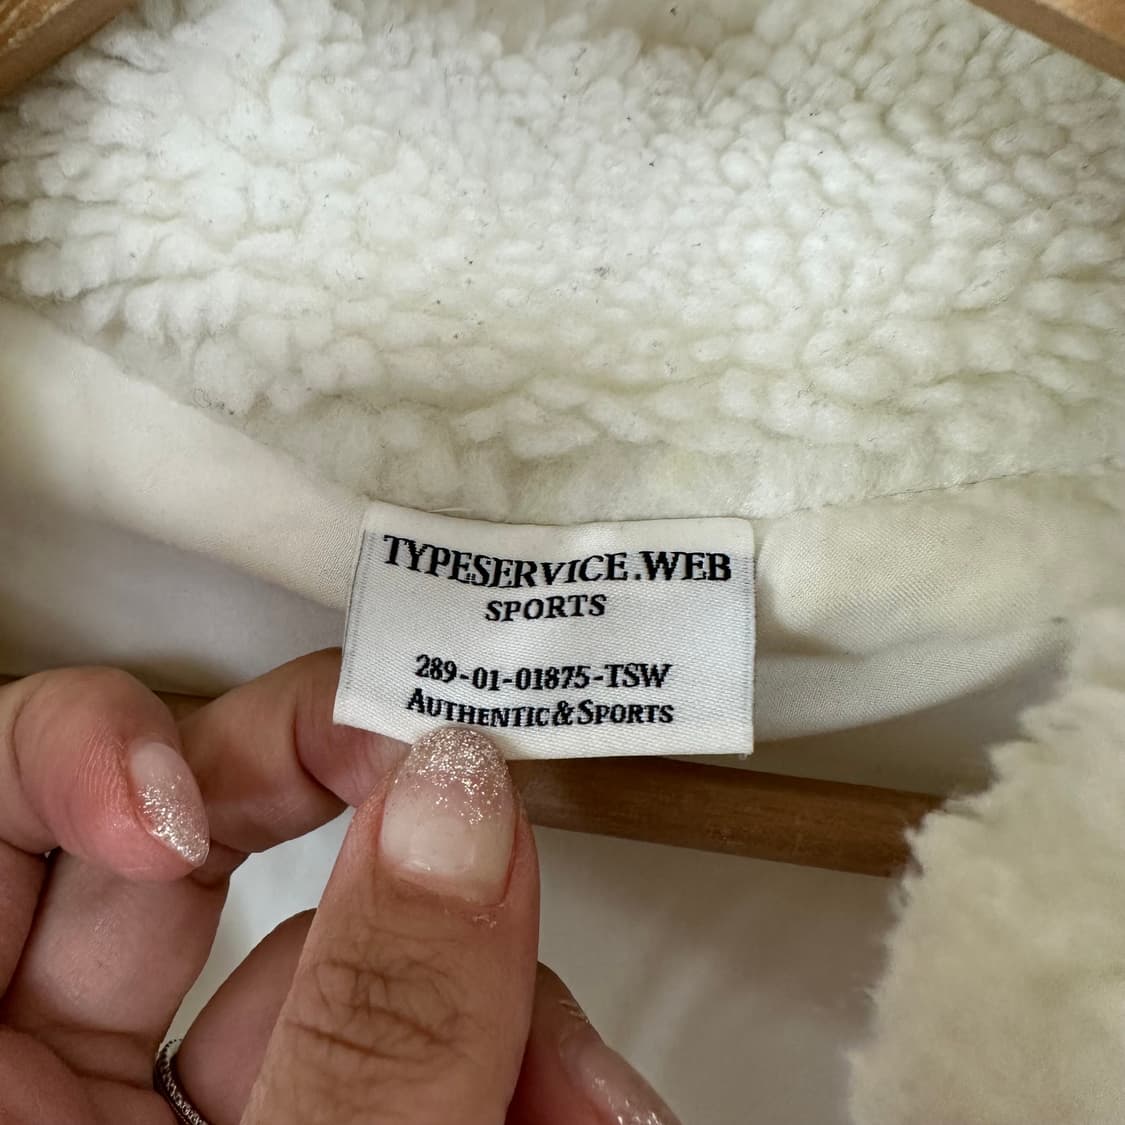 TYPESERVICE.WEB
SPORTS
289-01-01875-TSW
AUTHENTIC&SPORTS